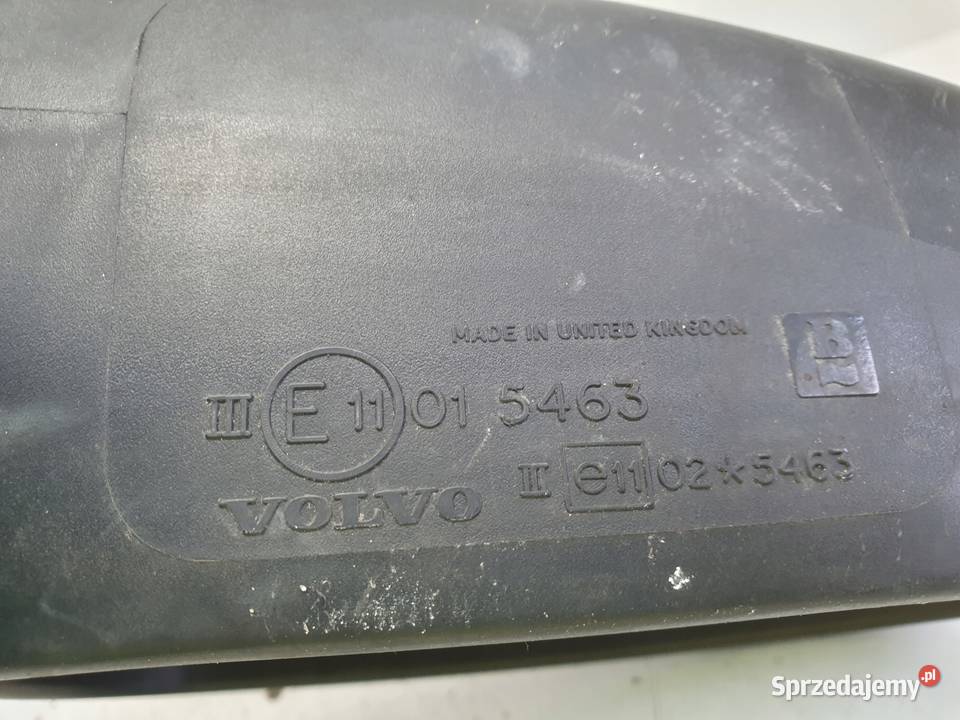 MADE IN UNITED KINGDOM
B
III E 11 01 5463
II e11 02*5463
VOLVO
Sprzedajemy.pl